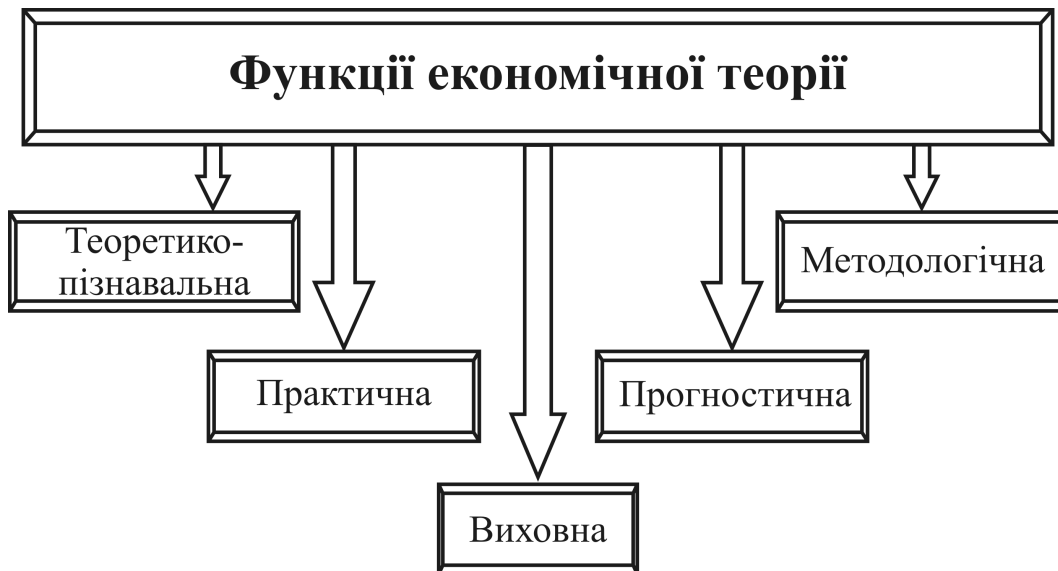 Функції економічної теорії
Теоретико-
пізнавальна
Методологічна
Практична
Прогностична
Виховна